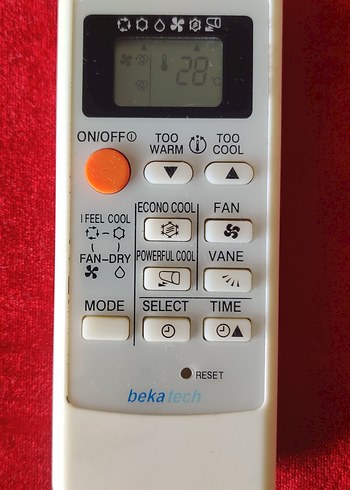 28°C
ON/OFF
TOO WARM
TOO COOL
I FEEL COOL
ECONO COOL
FAN
FAN-DRY
POWERFUL COOL
VANE
MODE
SELECT
TIME
RESET
bekatech